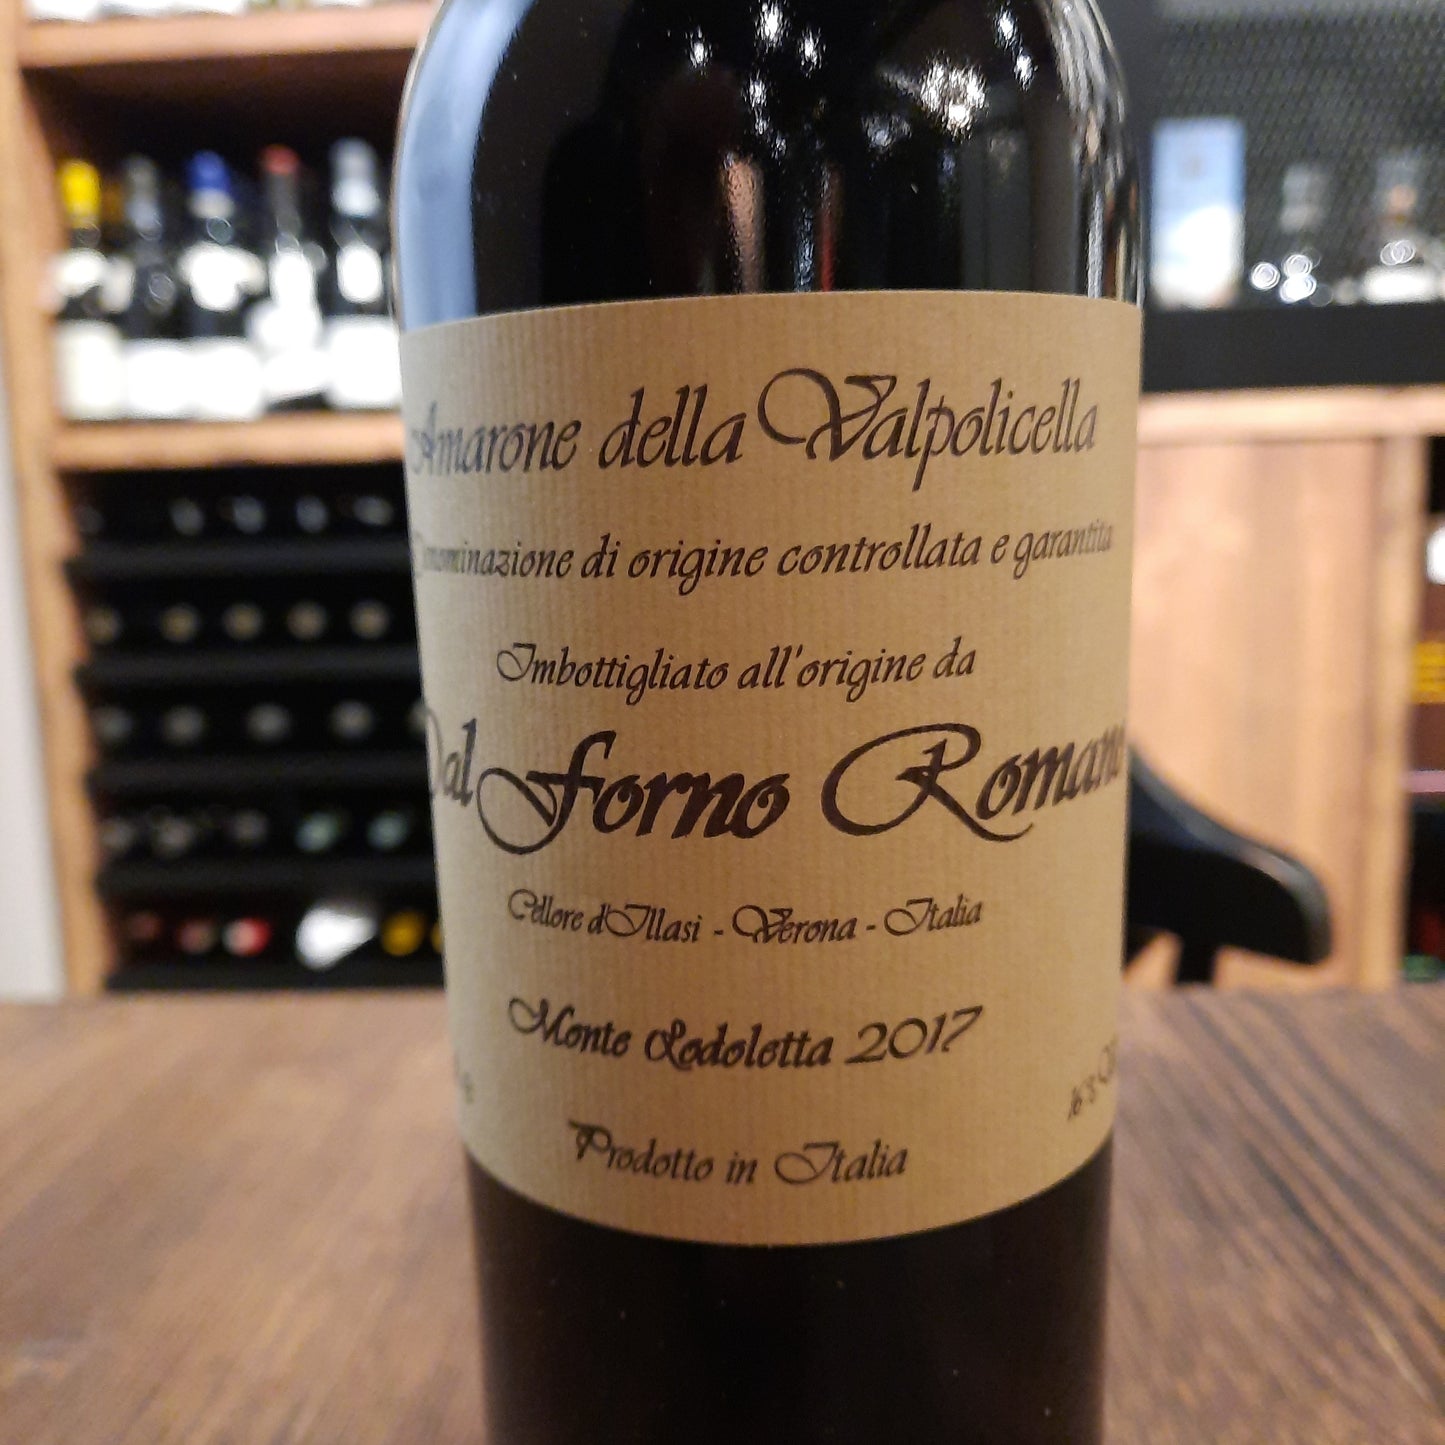 Amarone della Valpolicella
Denominazione di origine controllata e garantita
Imbottigliato all'origine da
Dal Forno Romano
Cellore d'Illasi - Verona - Italia
Monte Lodoletta 2017
Prodotto in Italia